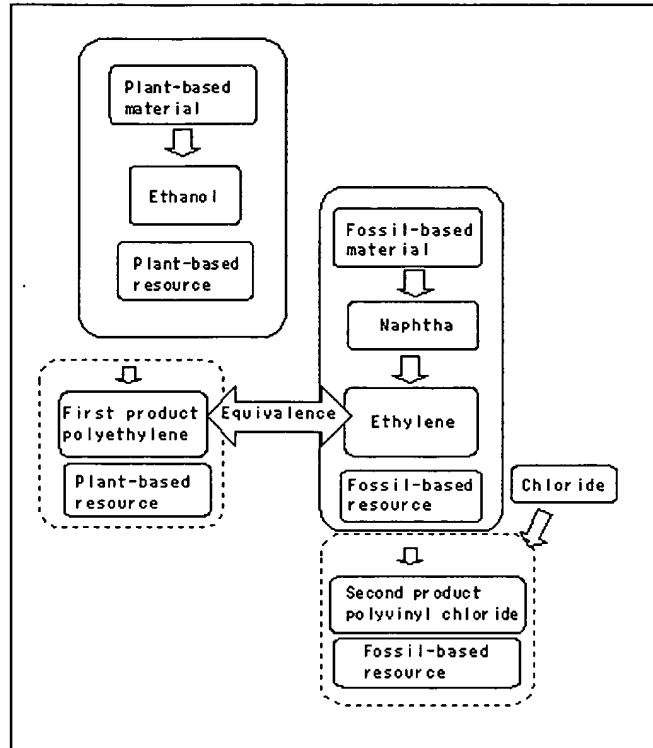 Plant-based
material
Ethanol
Plant-based
resource
First product
polyethylene
Plant-based
resource
Equivalence
Fossil-based
material
Naphtha
Ethylene
Fossil-based
resource
Chloride
Second product
polyvinyl chloride
Fossil-based
resource